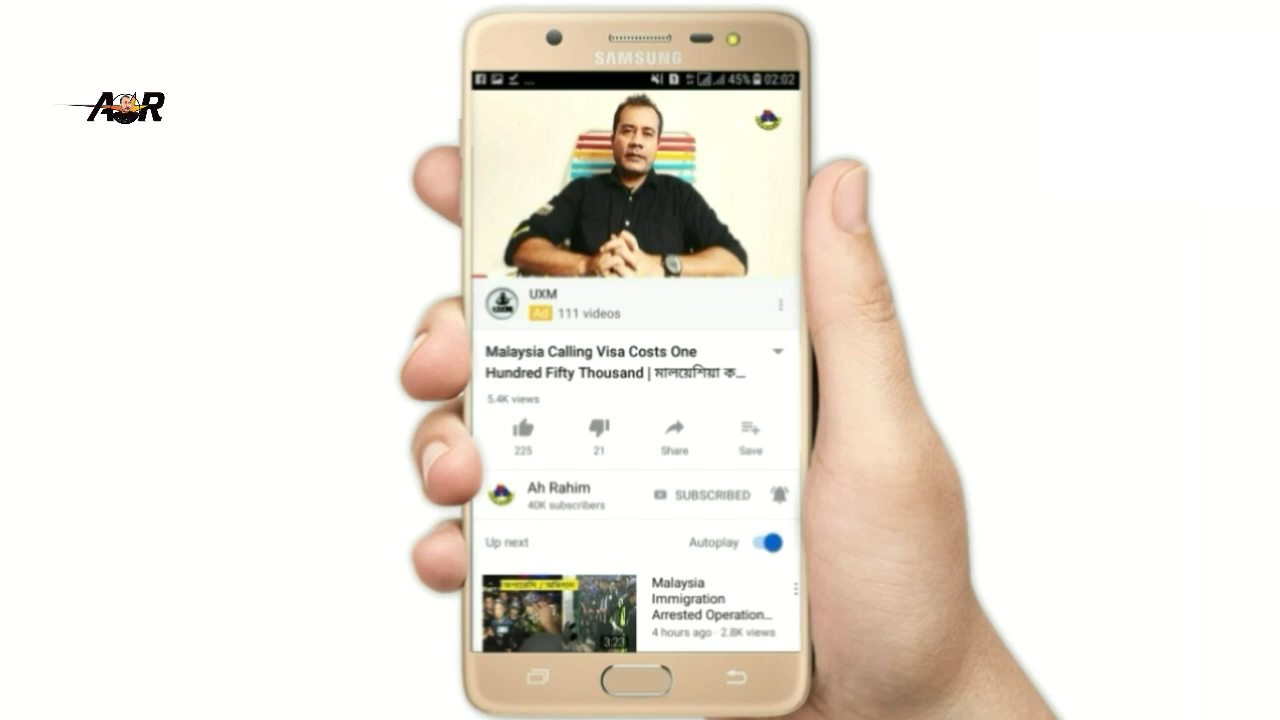 AOR
SAMSUNG
45% 02:02
UXM
Ad 111 videos
Malaysia Calling Visa Costs One
Hundred Fifty Thousand | মালয়েশিয়া ক...
5.4K views
225
21
Share
Save
Ah Rahim
40K subscribers
SUBSCRIBED
Up next
Autoplay
অপারেসি / অভিযান
3:23
Malaysia
Immigration
Arrested Operation...
4 hours ago · 2.8K views